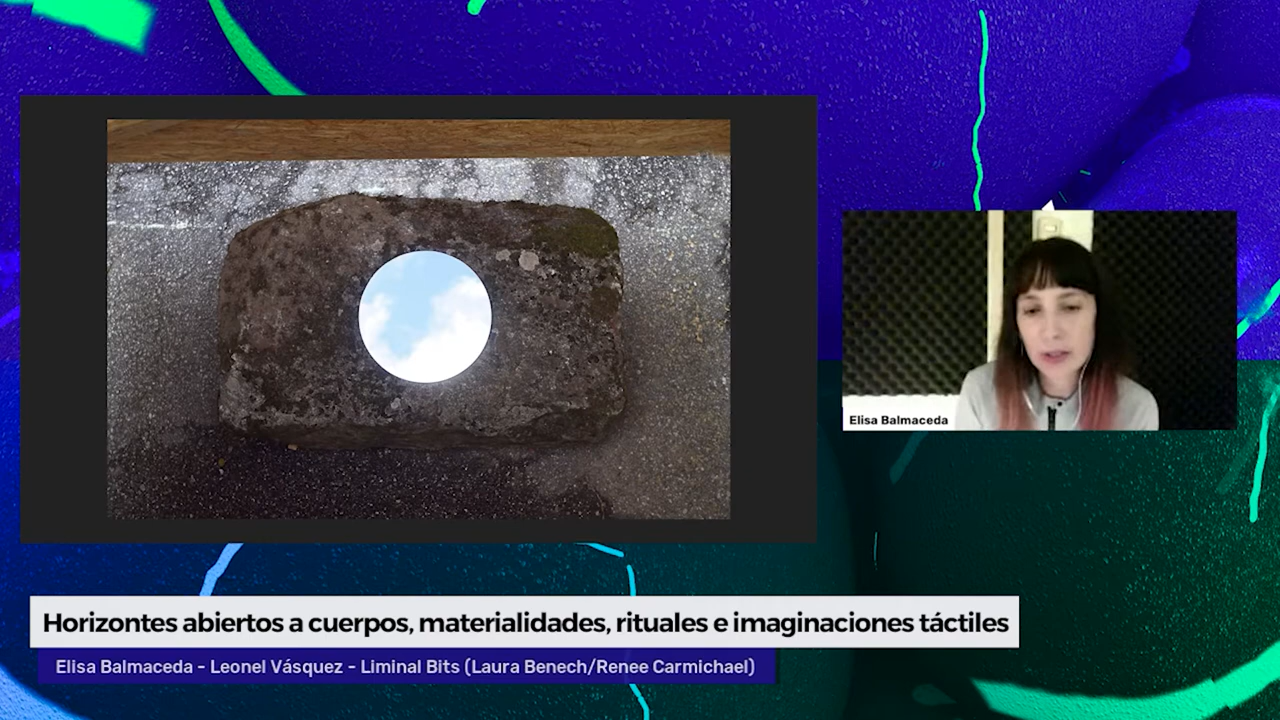 Elisa Balmaceda
Horizontes abiertos a cuerpos, materialidades, rituales e imaginaciones táctiles
Elisa Balmaceda - Leonel Vásquez - Liminal Bits (Laura Benech/Renee Carmichael)